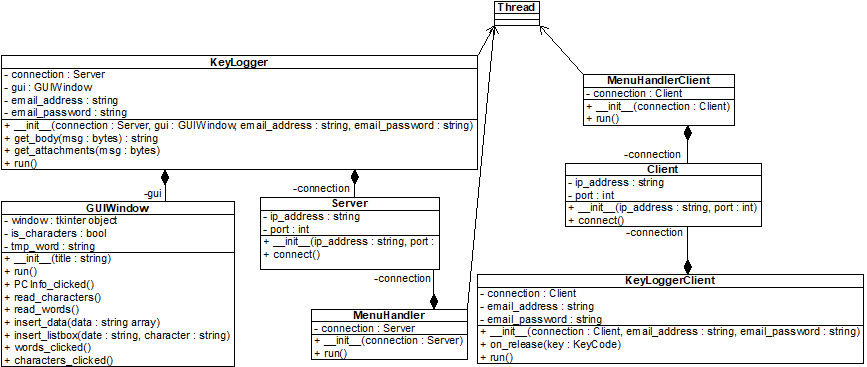 Thread
KeyLogger
- connection : Server
- gui : GUIWindow
- email_address : string
- email_password : string
+ __init__(connection : Server, gui : GUIWindow, email_address : string, email_password : string)
+ get_body(msg : bytes) : string
+ get_attachments(msg : bytes)
+ run()
MenuHandlerClient
- connection : Client
+ __init__(connection : Client)
+ run()
-connection
Client
- ip_address : string
- port : int
+ __init__(ip_address : string, port : int)
+ connect()
-connection
-gui
GUIWindow
- window : tkinter object
- is_characters : bool
- tmp_word : string
+ __init__(title : string)
+ run()
+ PCInfo_clicked()
+ read_characters()
+ read_words()
+ insert_data(data : string array)
+ insert_listbox(date : string, character : string)
+ words_clicked()
+ characters_clicked()
-connection
Server
- ip_address : string
- port : int
+ __init__(ip_address : string, port :
+ connect()
-connection
MenuHandler
- connection : Server
+ __init__(connection : Server)
+ run()
KeyLoggerClient
- connection : Client
- email_address : string
- email_password : string
+ __init__(connection : Client, email_address : string, email_password : string)
+ on_release(key : KeyCode)
+ run()